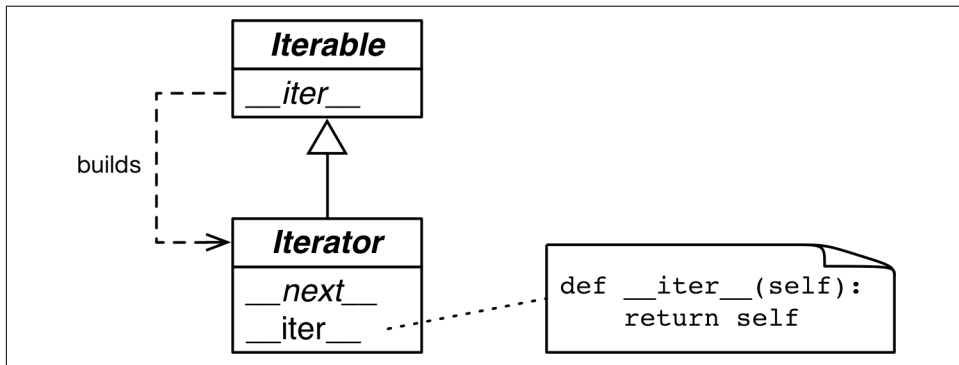 Iterable
__iter__
builds
Iterator
__next__
__iter__
def __iter__(self):
    return self